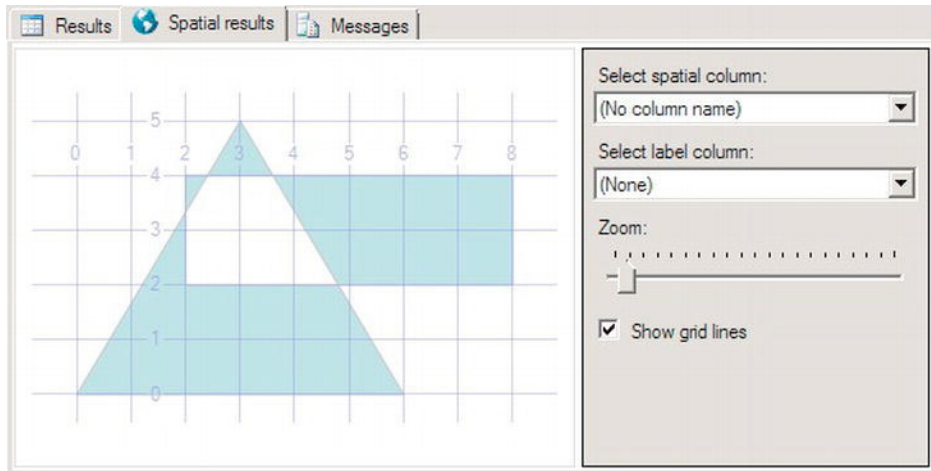 Results Spatial results Messages
5
0 1 2 3 4 5 6 7 8
4
3
2
1
0
Select spatial column:
(No column name)
Select label column:
(None)
Zoom:
Show grid lines